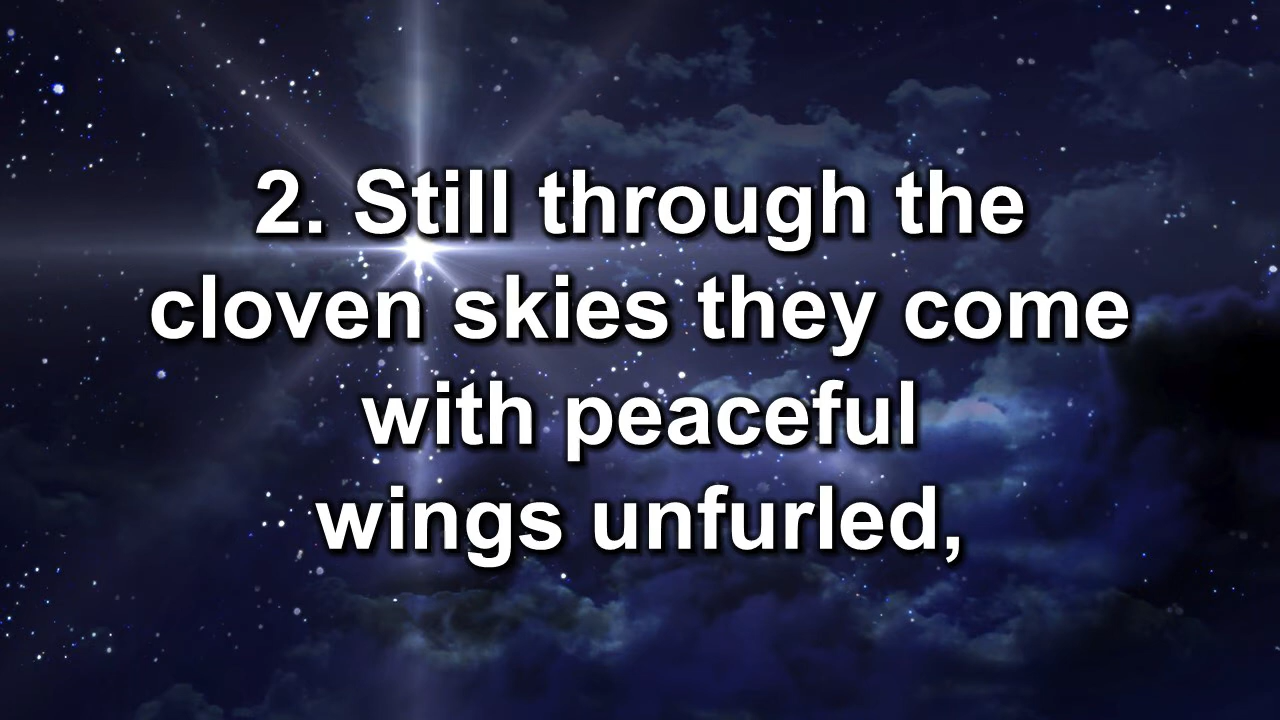 2. Still through the
cloven skies they come
with peaceful
wings unfurled,